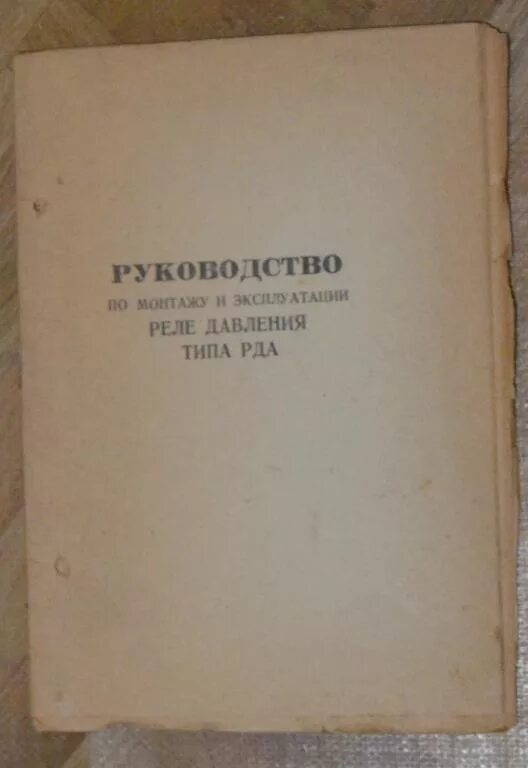 РУКОВОДСТВО
ПО МОНТАЖУ И ЭКСПЛУАТАЦИИ
РЕЛЕ ДАВЛЕНИЯ
ТИПА РДА